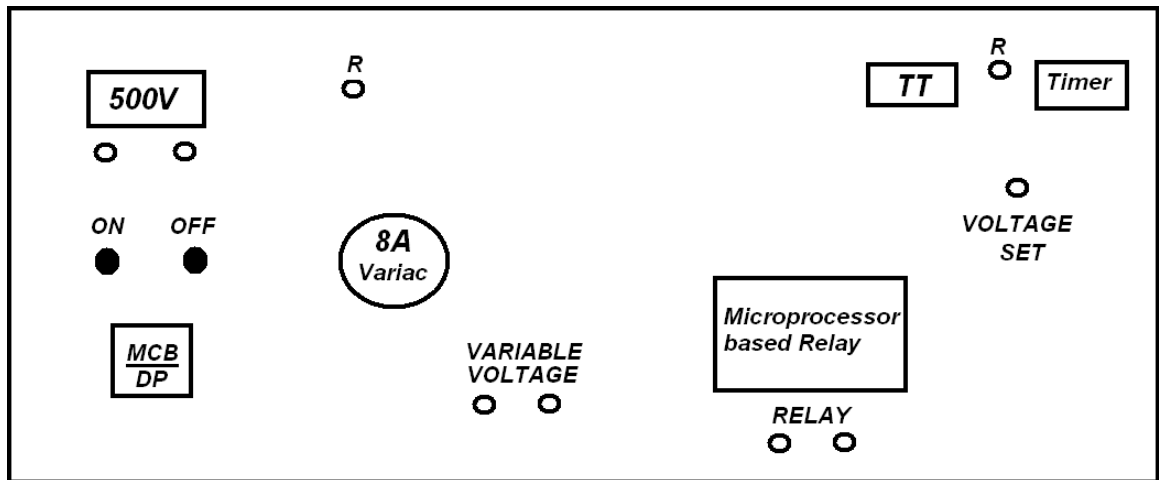 500V
R
TT
R
Timer
ON
OFF
8A
Variac
VOLTAGE
SET
MCB
DP
VARIABLE
VOLTAGE
Microprocessor
based Relay
RELAY